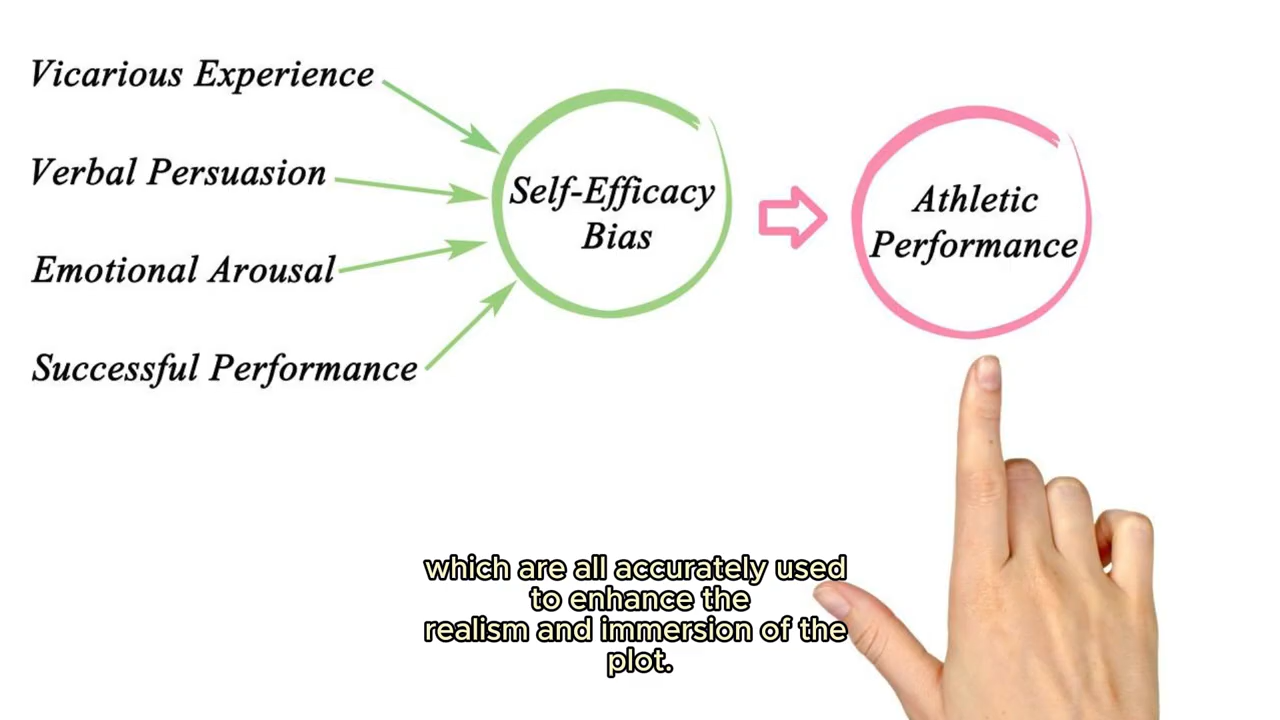 Vicarious Experience
Verbal Persuasion
Emotional Arousal
Successful Performance
Self-Efficacy
Bias
Athletic
Performance
which are all accurately used
to enhance the
realism and immersion of the
plot.